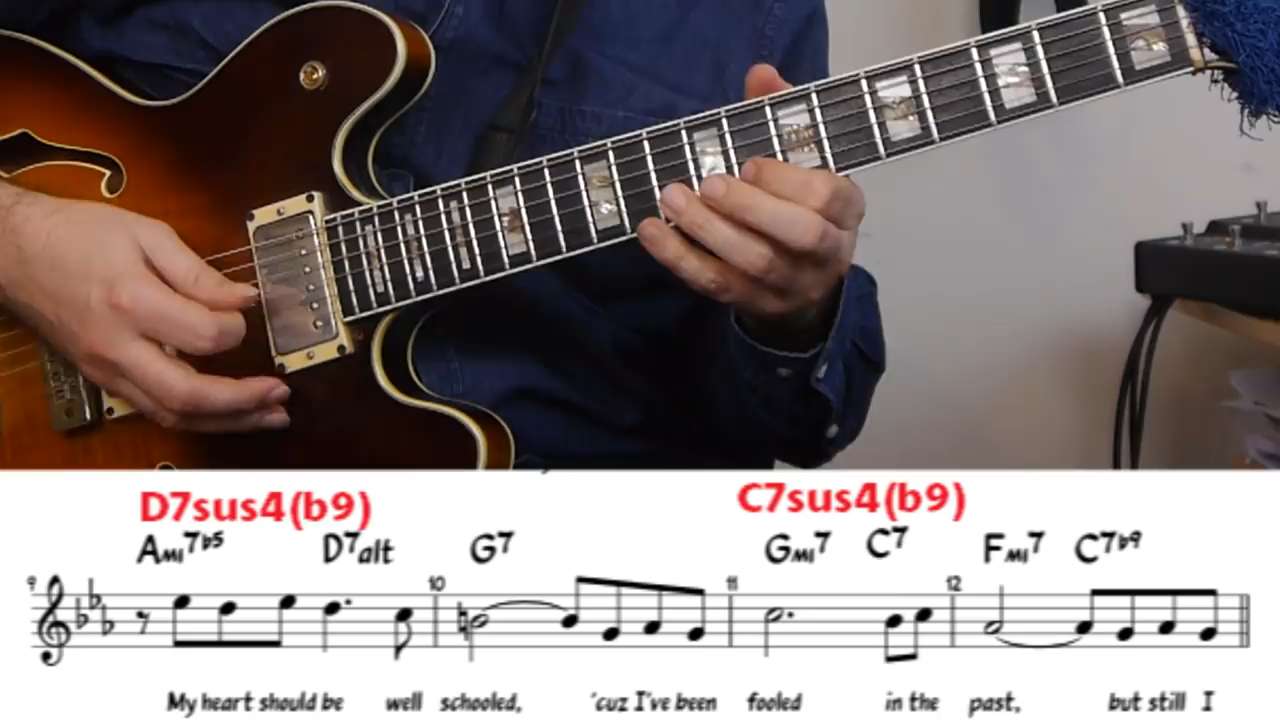 D7sus4(b9) C7sus4(b9)
Ami7b5 D7alt G7 Gmi7 C7 Fmi7 C7b9
9 10 11 12
My heart should be well schooled, 'cuz I've been fooled in the past, but still I